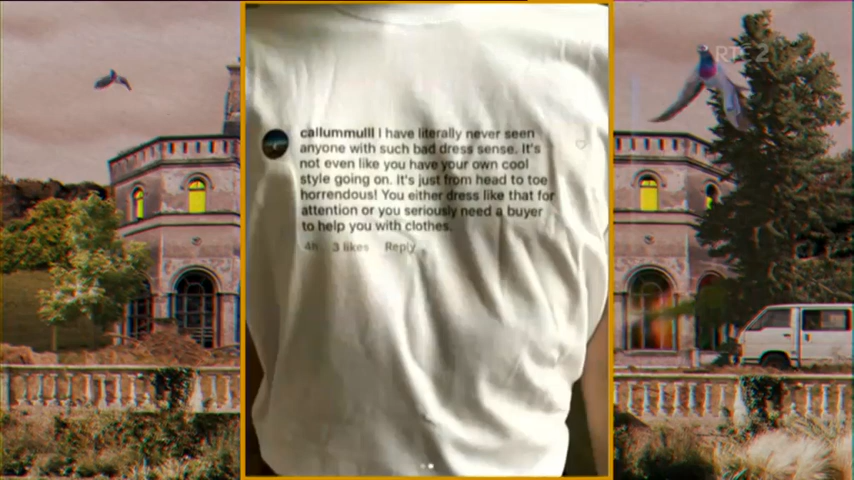 RTÉ 2
callummulll I have literally never seen
anyone with such bad dress sense. It's
not even like you have your own cool
style going on. It's just from head to toe
horrendous! You either dress like that for
attention or you seriously need a buyer
to help you with clothes.
4h 3 likes Reply